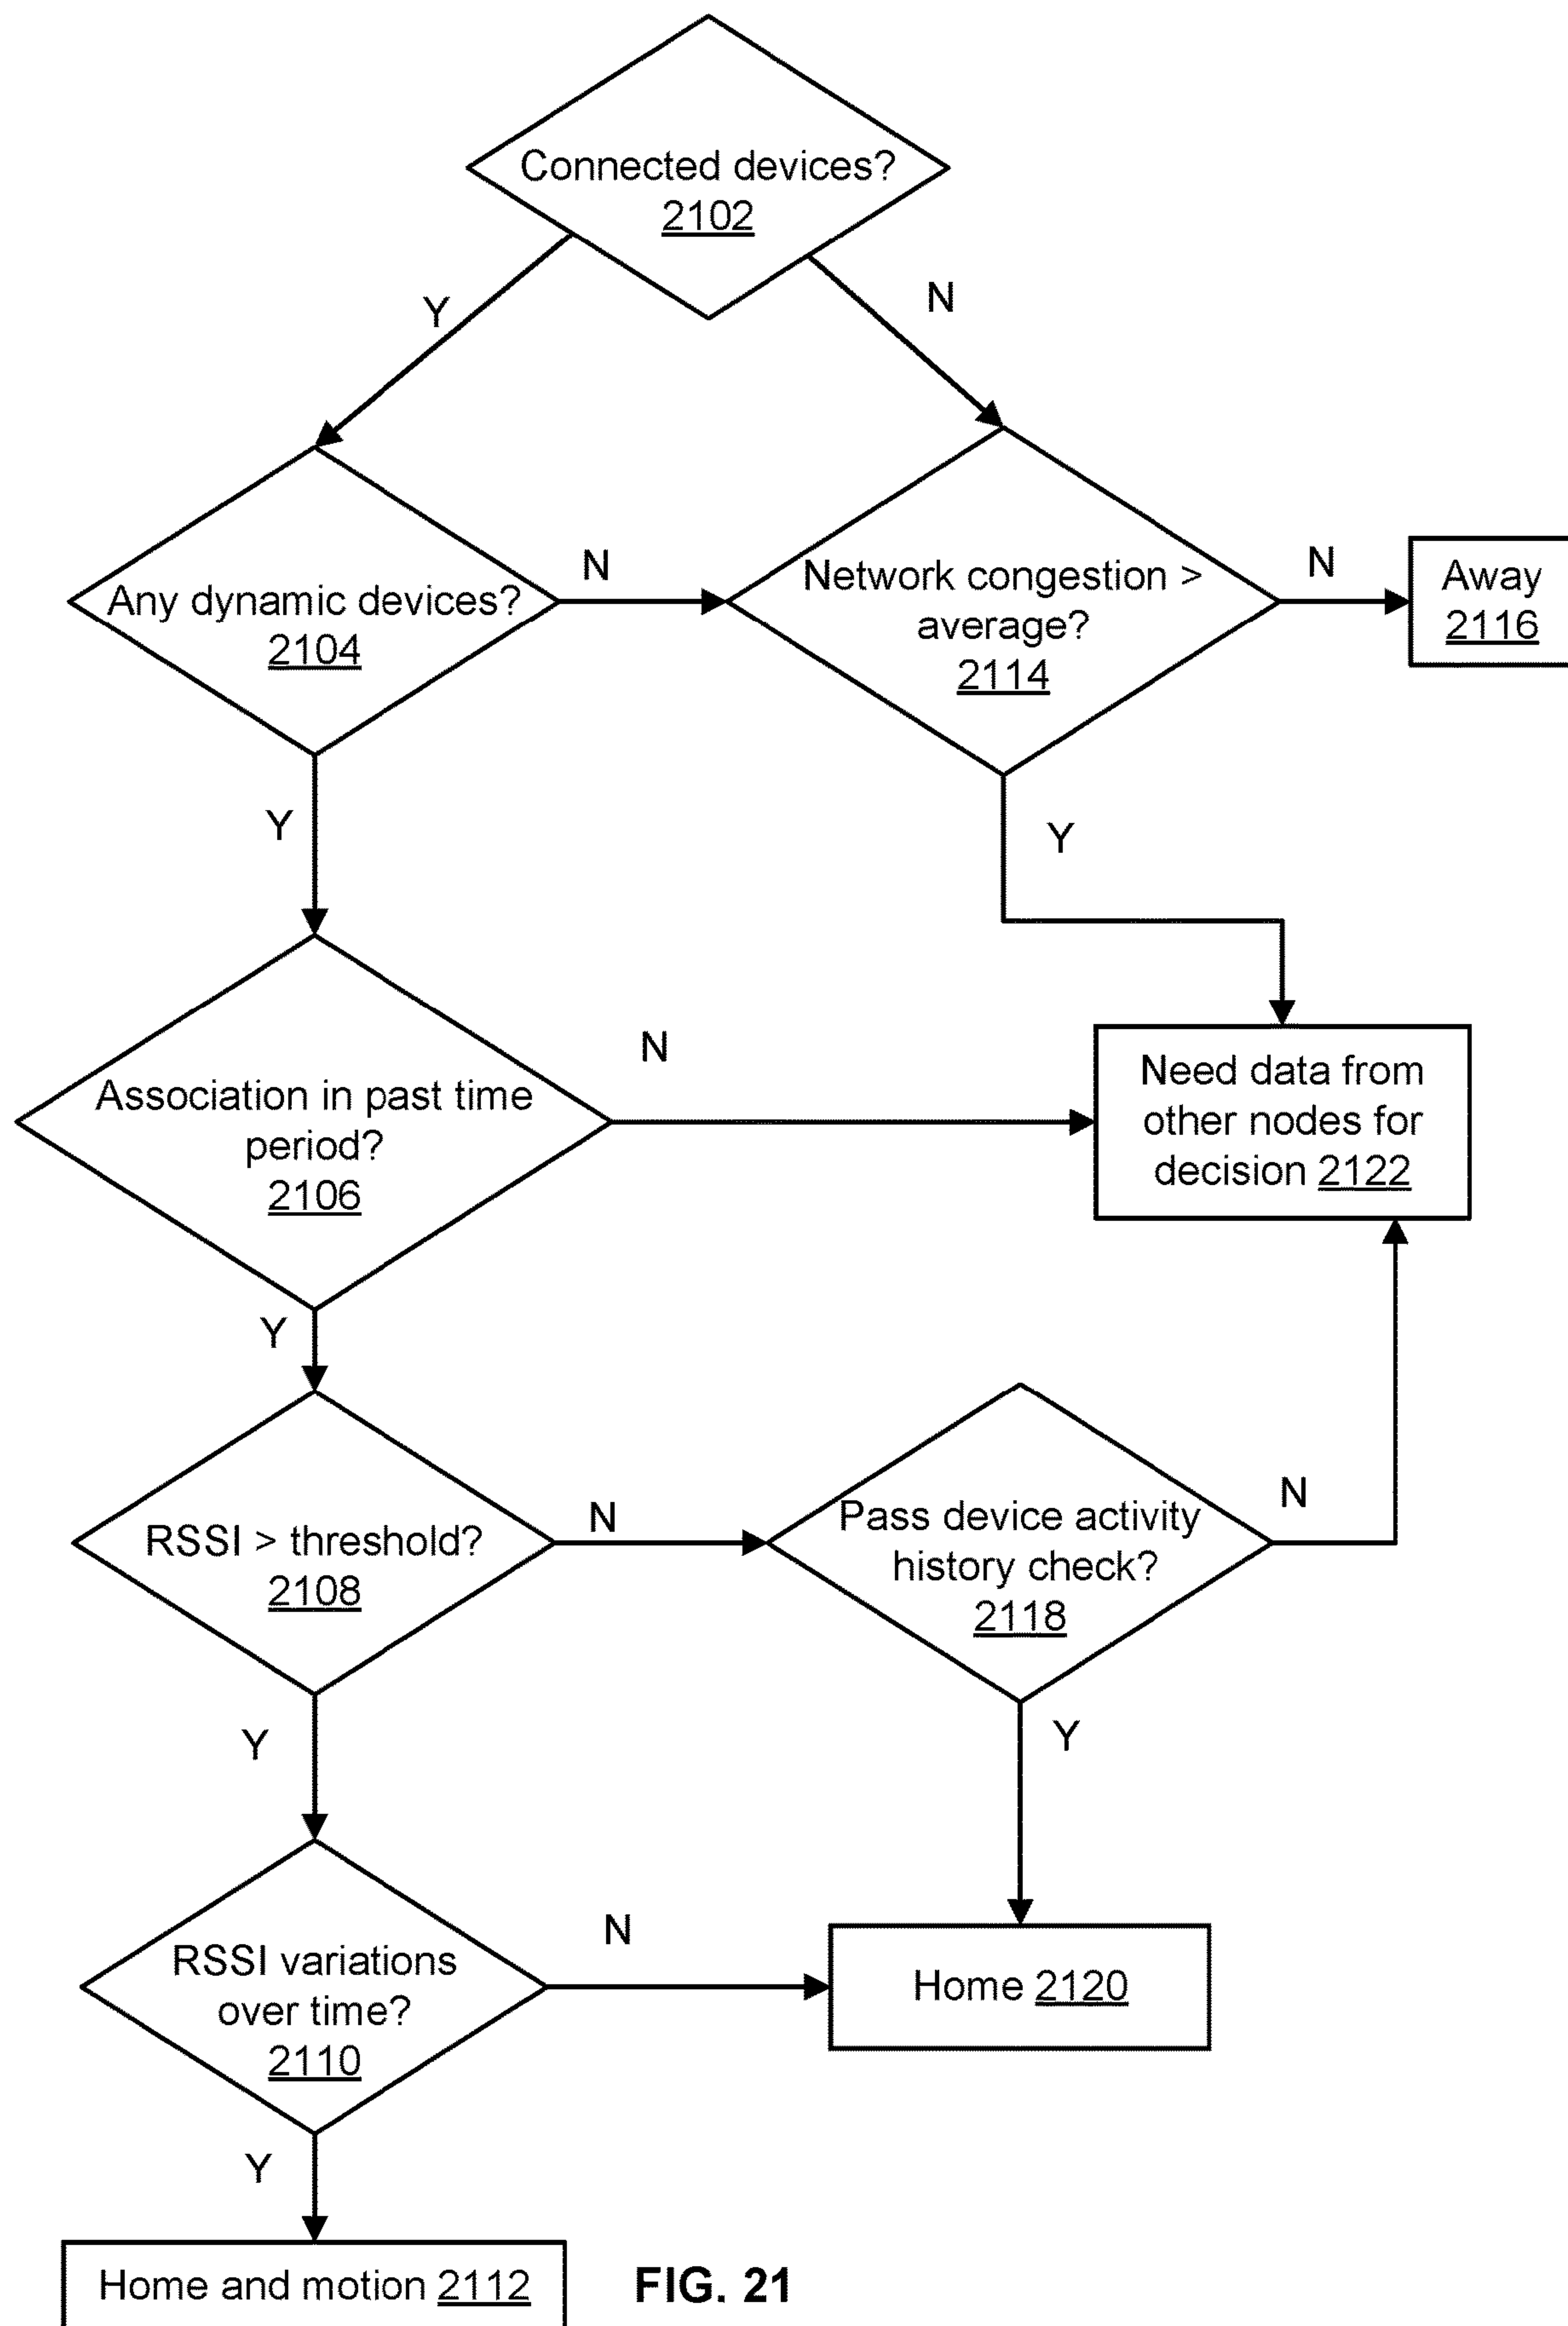 Connected devices?
2102
Y
N
Any dynamic devices?
2104
N
Network congestion >
average?
2114
N
Away
2116
Y
Y
Association in past time
period?
2106
N
Need data from
other nodes for
decision 2122
Y
RSSI > threshold?
2108
N
Pass device activity
history check?
2118
N
Y
Y
RSSI variations
over time?
2110
N
Home 2120
Y
Home and motion 2112
FIG. 21